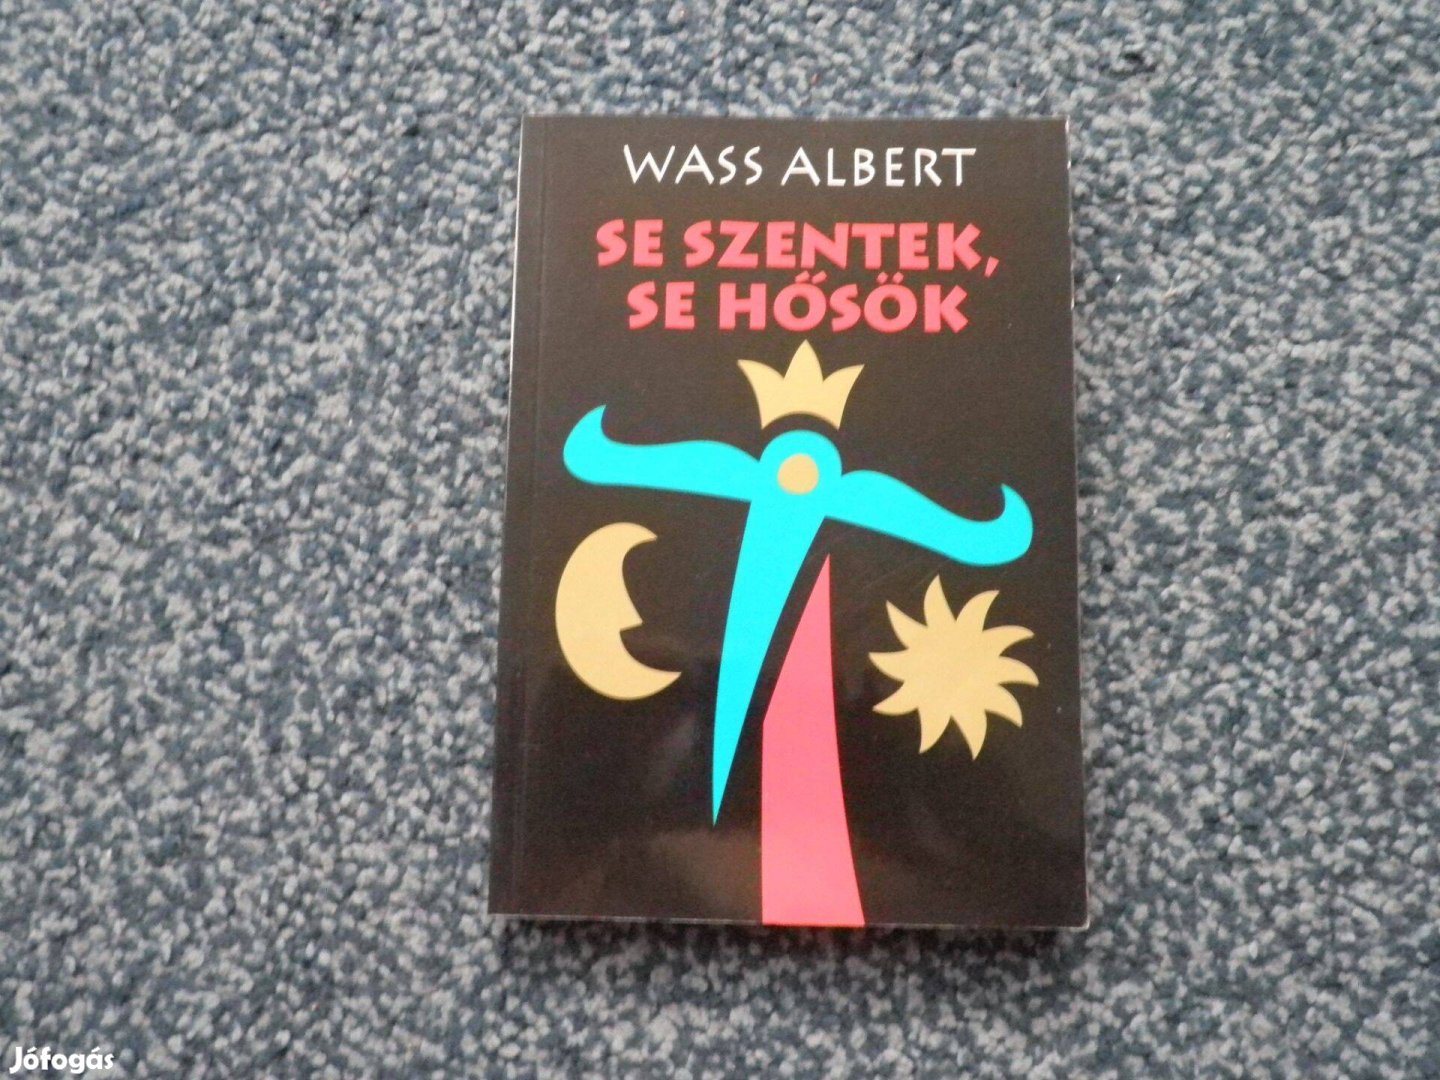 WASS ALBERT
SE SZENTEK,
SE HŐSÖK
Jófogás